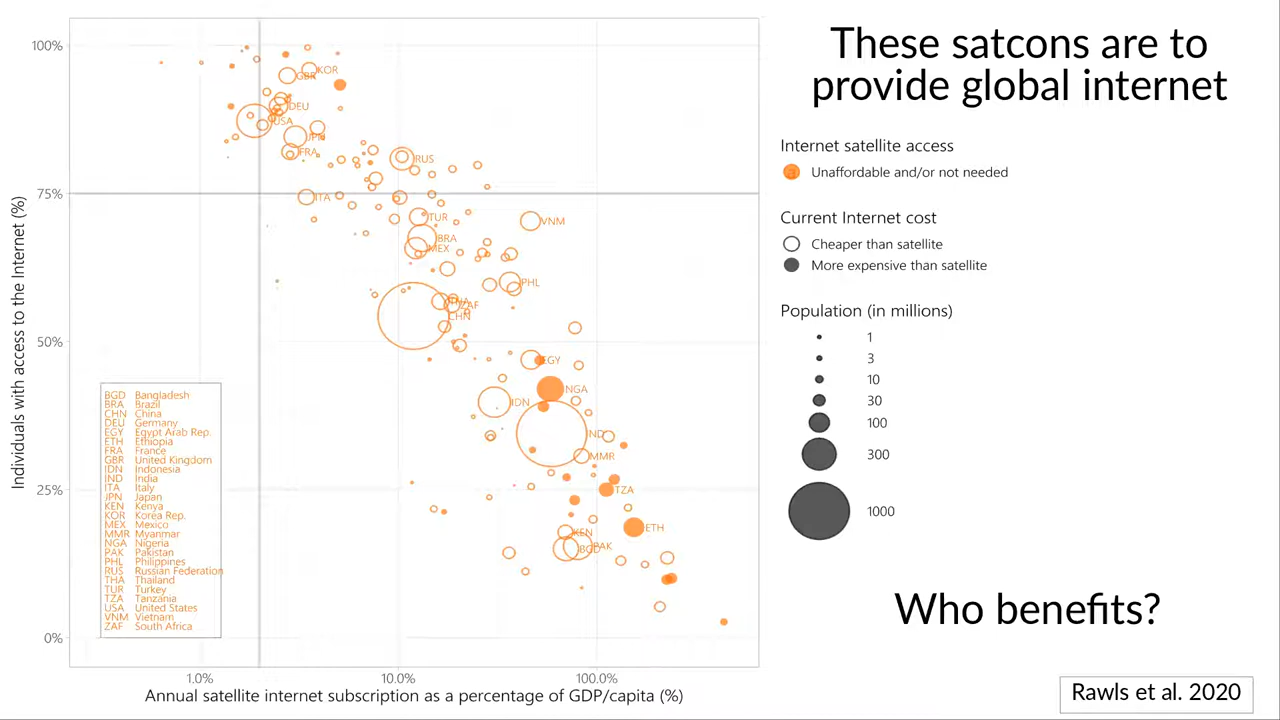 These satcons are to
provide global internet
Individuals with access to the Internet (%)
100%
75%
50%
25%
0%
1.0%
10.0%
100.0%
Annual satellite internet subscription as a percentage of GDP/capita (%)
KOR
GBR
DEU
USA
JPN
FRA
RUS
ITA
TUR
VNM
BRA
MEX
PHL
THA
ZAF
CHN
EGY
NGA
IDN
IND
MMR
TZA
ETH
KEN
PAK
BGD
BGD Bangladesh
BRA Brazil
CHN China
DEU Germany
EGY Egypt Arab Rep.
ETH Ethiopia
FRA France
GBR United Kingdom
IDN Indonesia
IND India
ITA Italy
JPN Japan
KEN Kenya
KOR Korea Rep.
MEX Mexico
MMR Myanmar
NGA Nigeria
PAK Pakistan
PHL Philippines
RUS Russian Federation
THA Thailand
TUR Turkey
TZA Tanzania
USA United States
VNM Vietnam
ZAF South Africa
Internet satellite access
Unaffordable and/or not needed
Current Internet cost
Cheaper than satellite
More expensive than satellite
Population (in millions)
1
3
10
30
100
300
1000
Who benefits?
Rawls et al. 2020